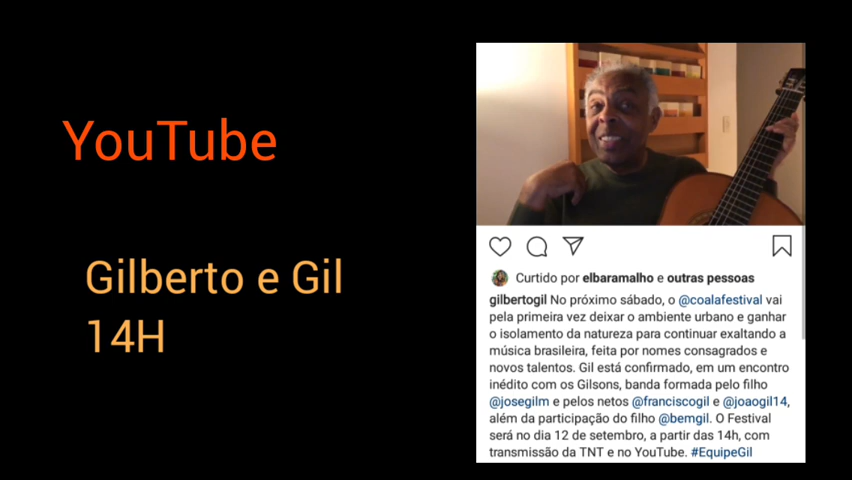 YouTube
Gilberto e Gil
14H
Curtido por elbaramalho e outras pessoas
gilbertogil No próximo sábado, o @coalafestival vai
pela primeira vez deixar o ambiente urbano e ganhar
o isolamento da natureza para continuar exaltando a
música brasileira, feita por nomes consagrados e
novos talentos. Gil está confirmado, em um encontro
inédito com os Gilsons, banda formada pelo filho
@josegilm e pelos netos @franciscogil e @joaogil14,
além da participação do filho @bemgil. O Festival
será no dia 12 de setembro, a partir das 14h, com
transmissão da TNT e no YouTube. #EquipeGil